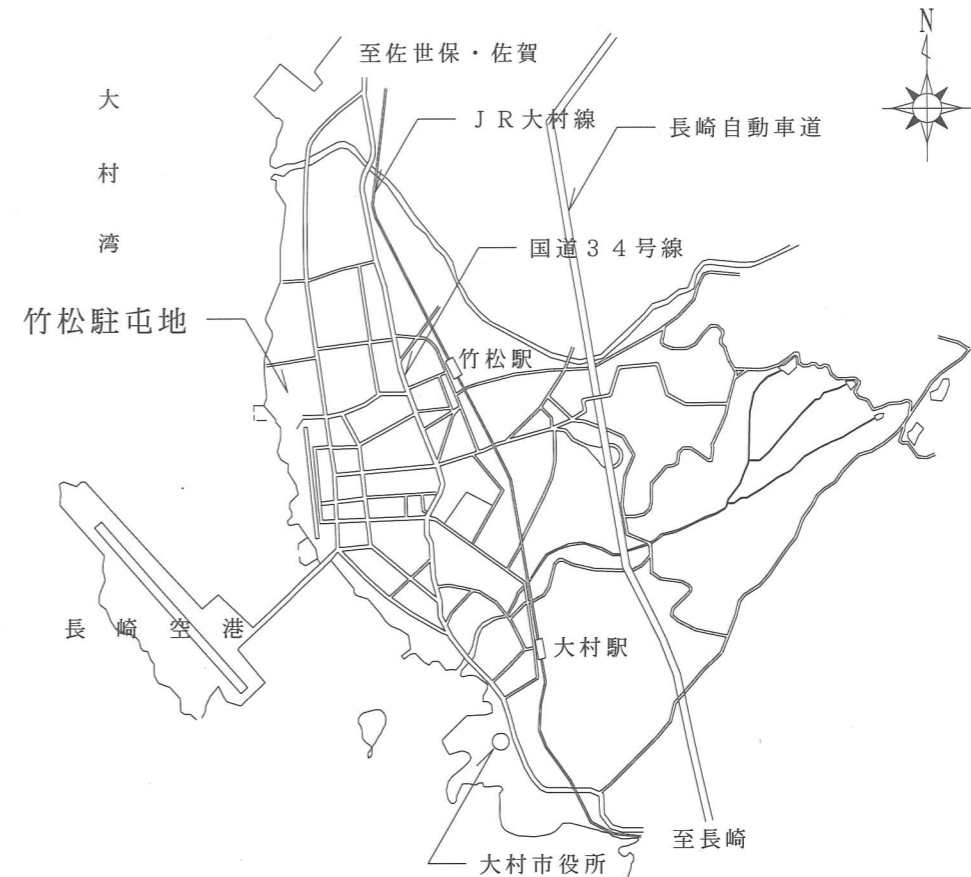 N
至佐世保・佐賀
大村湾
JR大村線
長崎自動車道
国道34号線
竹松駐屯地
竹松駅
長崎空港
大村駅
至長崎
大村市役所